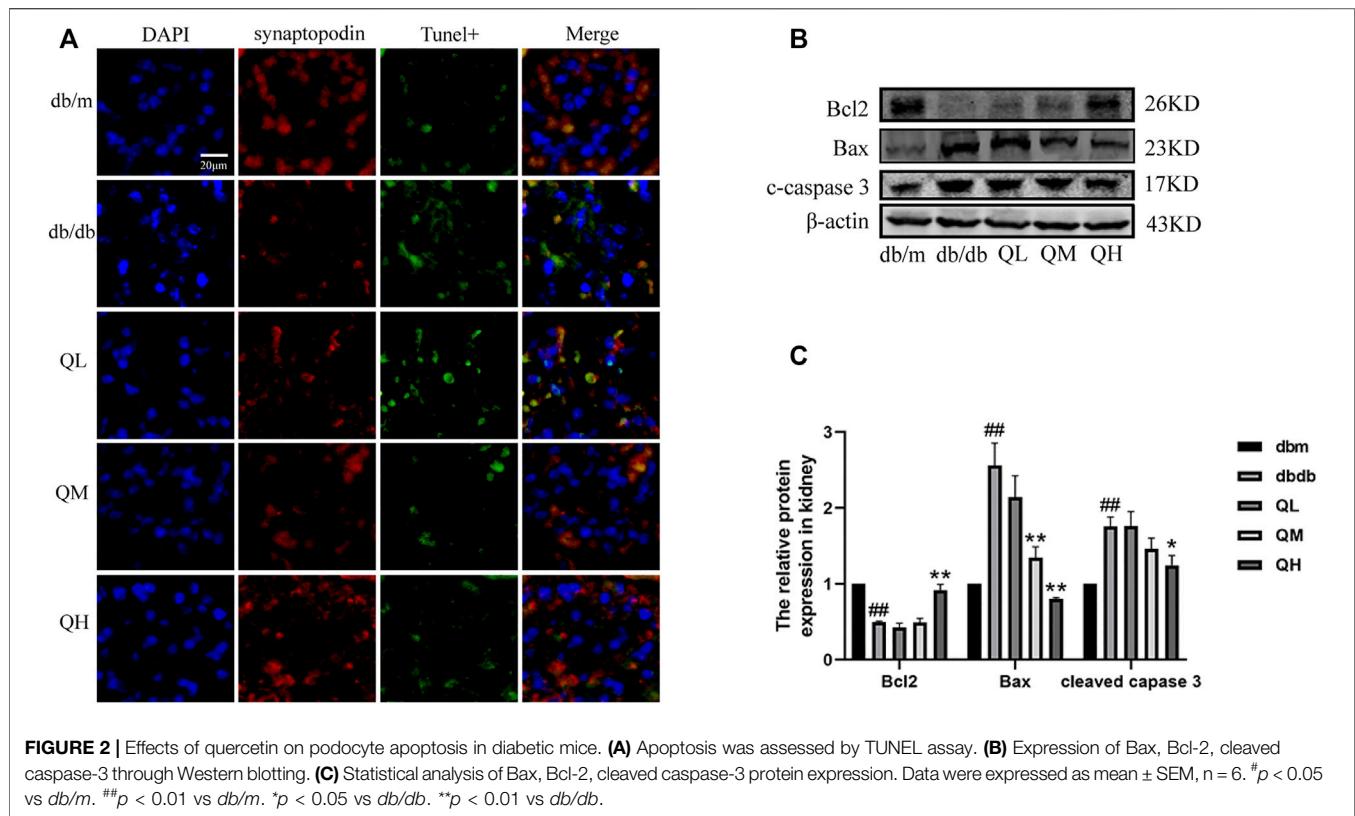 A
DAPI synaptopodin Tunel+ Merge
db/m
20μm
db/db
QL
QM
QH
B
Bcl2 26KD
Bax 23KD
c-caspase 3 17KD
β-actin 43KD
db/m db/db QL QM QH
C
The relative protein
expression in kidney
3
2
1
0
##
**
##
**
**
##
*
Bcl2 Bax cleaved capase 3
dbm
dbdb
QL
QM
QH
FIGURE 2 | Effects of quercetin on podocyte apoptosis in diabetic mice. (A) Apoptosis was assessed by TUNEL assay. (B) Expression of Bax, Bcl-2, cleaved
caspase-3 through Western blotting. (C) Statistical analysis of Bax, Bcl-2, cleaved caspase-3 protein expression. Data were expressed as mean ± SEM, n = 6. #p < 0.05
vs db/m. ##p < 0.01 vs db/m. *p < 0.05 vs db/db. **p < 0.01 vs db/db.